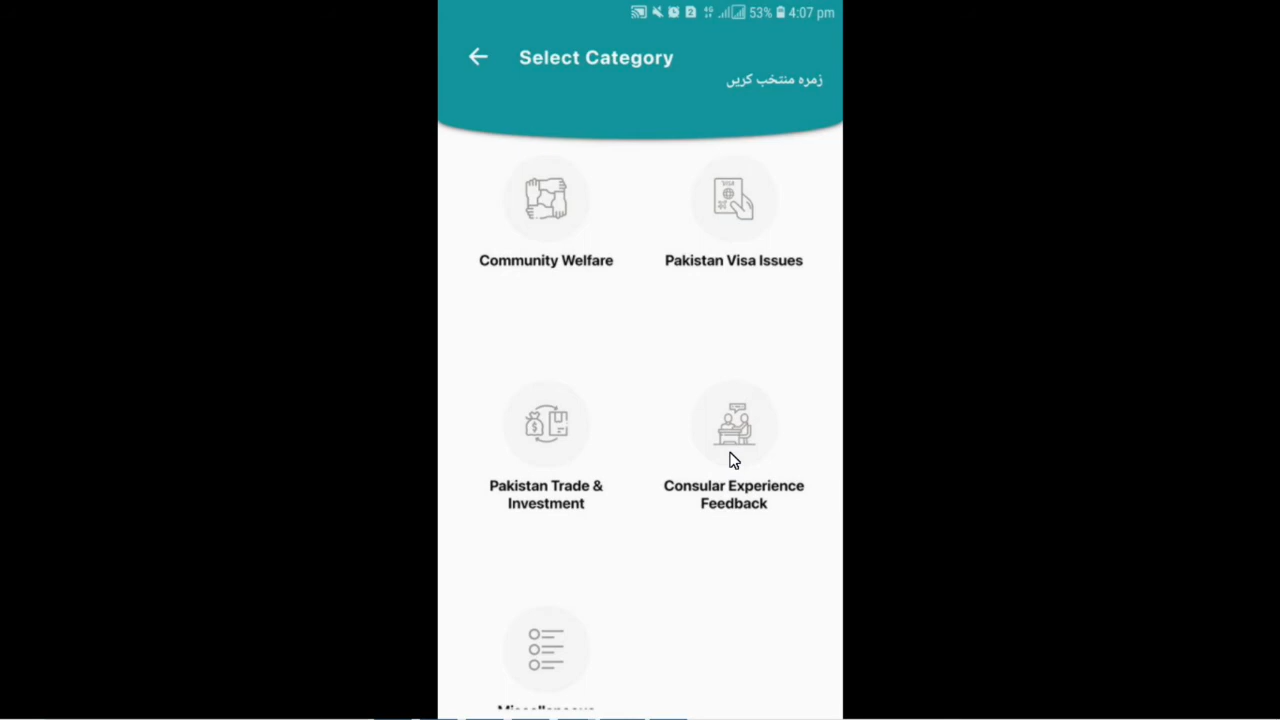 53% 4:07 pm
Select Category
زمرہ منتخب کریں
Community Welfare
Pakistan Visa Issues
Pakistan Trade &
Investment
Consular Experience
Feedback
Miscellaneous